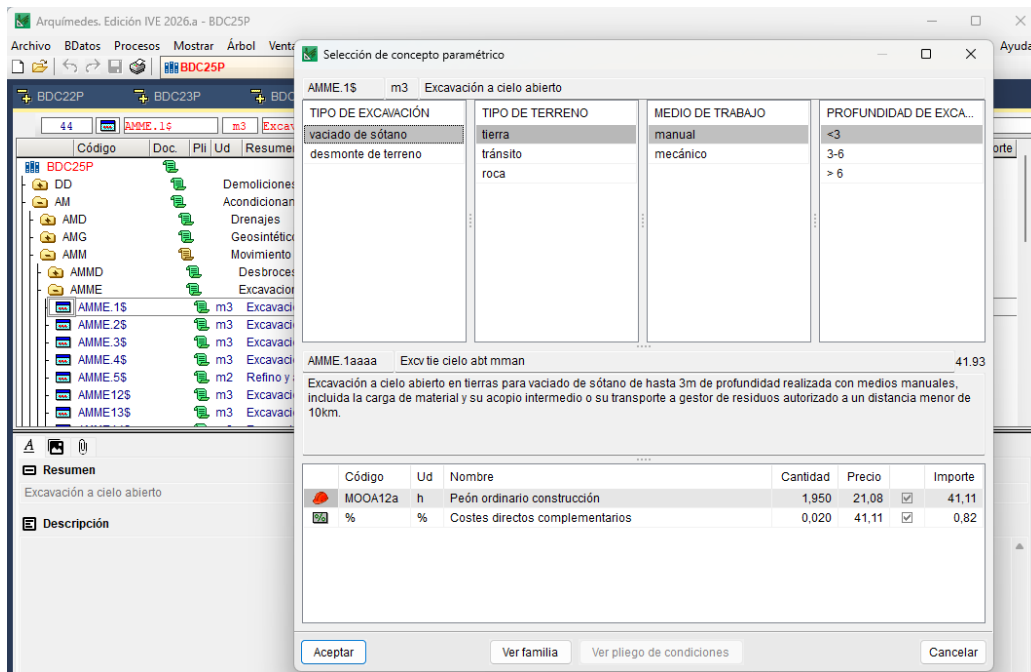 Arquímedes. Edición IVE 2026.a - BDC25P
Archivo BDatos Procesos Mostrar Árbol Venta Ayuda
BDC25P
BDC22P BDC23P BDC
44 AMME.1$ m3 Excav
Código Doc. Pli Ud Resumen orte
BDC25P
DD Demoliciones
AM Acondicionam
AMD Drenajes
AMG Geosintétic
AMM Movimiento
AMMD Desbroces
AMME Excavacion
AMME.1$ m3 Excavaci
AMME.2$ m3 Excavaci
AMME.3$ m3 Excavaci
AMME.4$ m3 Excavaci
AMME.5$ m2 Refino y
AMME12$ m3 Excavaci
AMME13$ m3 Excavaci
A
Resumen
Excavación a cielo abierto
Descripción
Selección de concepto paramétrico
AMME.1$ m3 Excavación a cielo abierto
TIPO DE EXCAVACIÓN TIPO DE TERRENO MEDIO DE TRABAJO PROFUNDIDAD DE EXCA...
vaciado de sótano tierra manual <3
desmonte de terreno tránsito mecánico 3-6
roca > 6
AMME.1aaaa Excv tie cielo abt mman 41.93
Excavación a cielo abierto en tierras para vaciado de sótano de hasta 3m de profundidad realizada con medios manuales,
incluida la carga de material y su acopio intermedio o su transporte a gestor de residuos autorizado a un distancia menor de
10km.
Código Ud Nombre Cantidad Precio Importe
MOOA12a h Peón ordinario construcción 1,950 21,08 41,11
% % Costes directos complementarios 0,020 41,11 0,82
Aceptar Ver familia Ver pliego de condiciones Cancelar